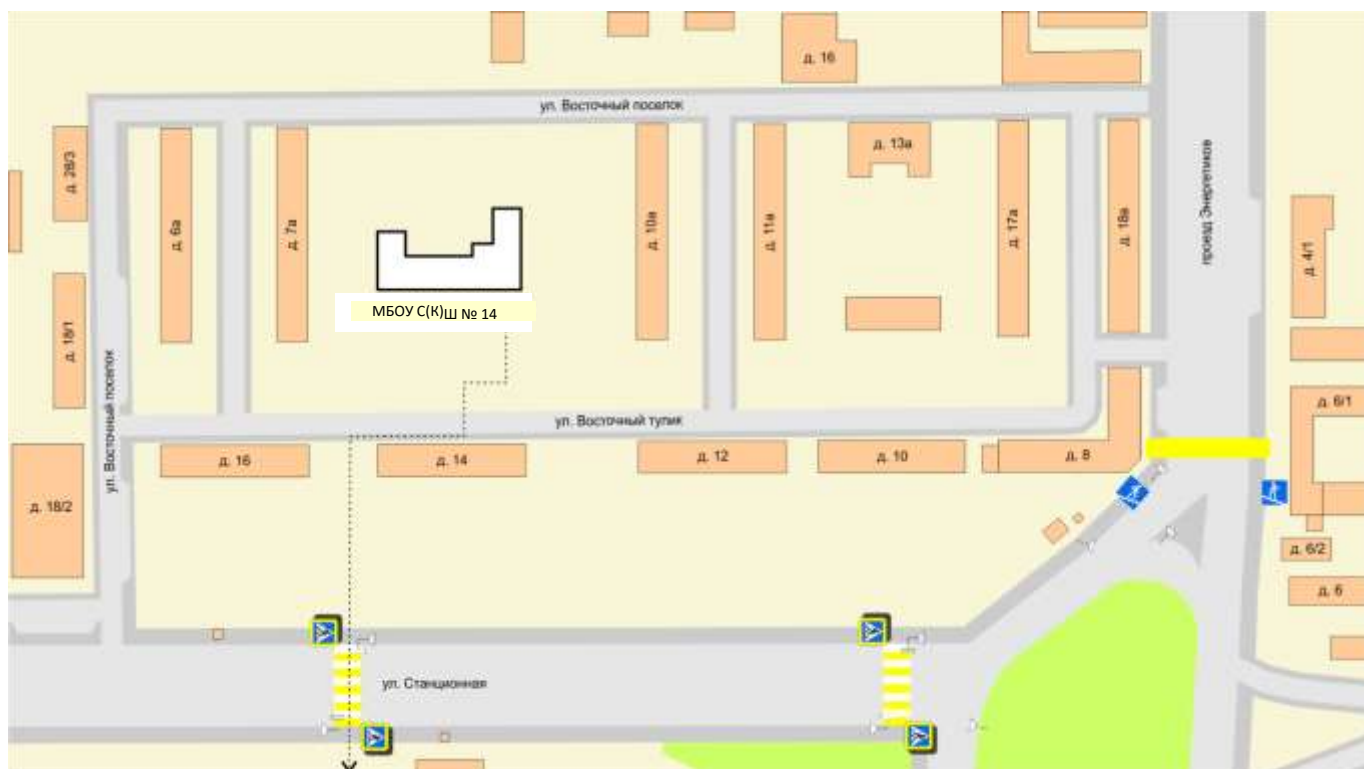 д. 16
ул. Восточный поселок
д. 28/3
д. 6а
д. 7а
д. 10а
д. 11а
д. 13а
д. 17а
д. 18а
проезд Энергетиков
д. 4/1
МБОУ С(К)Ш № 14
д. 18/1
ул. Восточный поселок
ул. Восточный тупик
д. 6/1
д. 16
д. 14
д. 12
д. 10
д. 8
д. 18/2
д. 6/2
д. 6
ул. Станционная